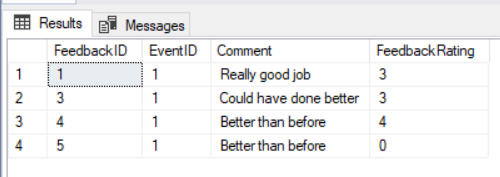 Results Messages
FeedbackID EventID Comment FeedbackRating
1 1 1 Really good job 3
2 3 1 Could have done better 3
3 4 1 Better than before 4
4 5 1 Better than before 0